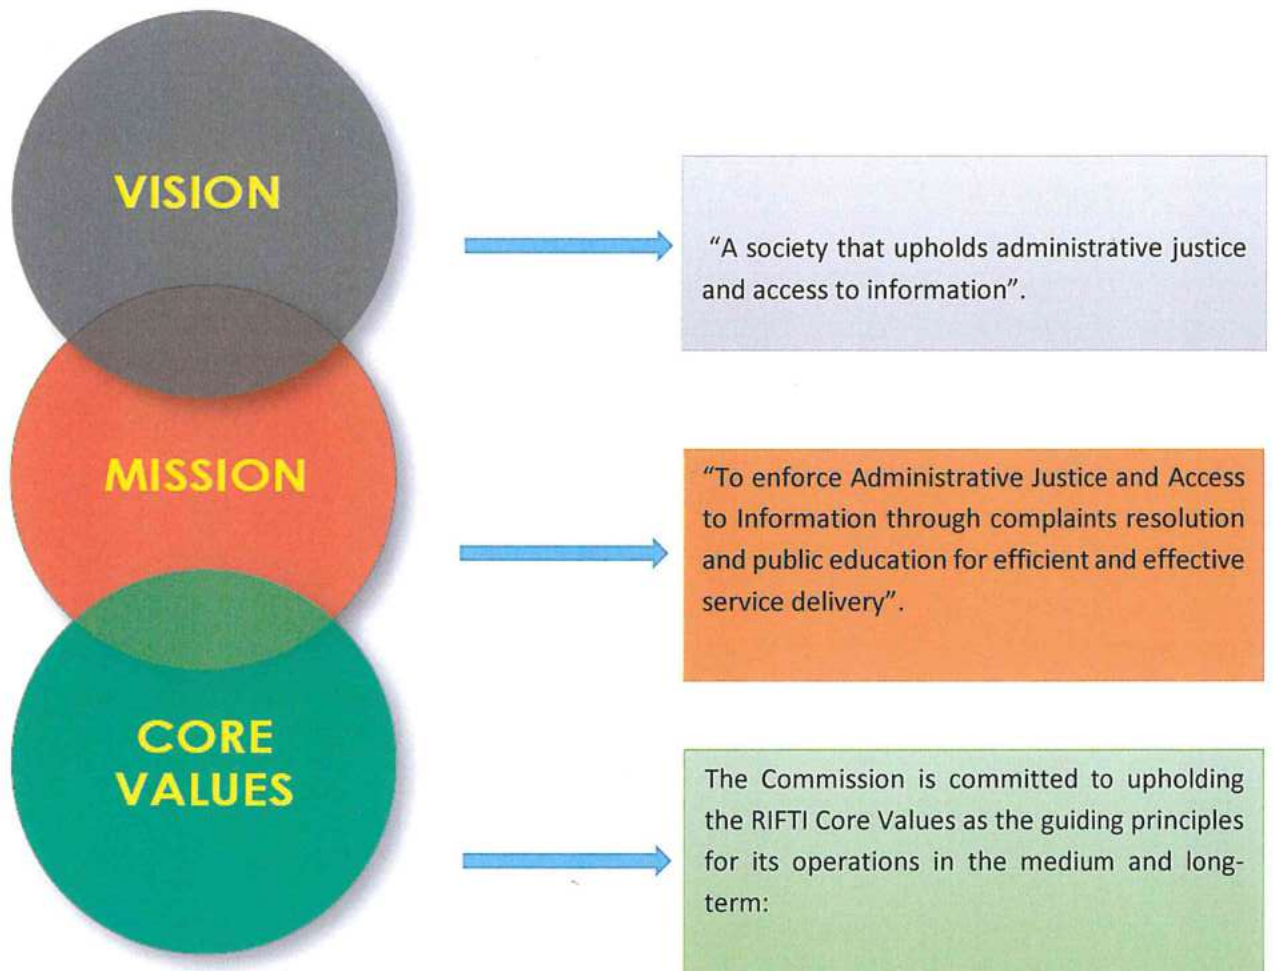 VISION
“A society that upholds administrative justice
and access to information”.
MISSION
“To enforce Administrative Justice and Access
to Information through complaints resolution
and public education for efficient and effective
service delivery”.
CORE
VALUES
The Commission is committed to upholding
the RIFTI Core Values as the guiding principles
for its operations in the medium and long-
term: